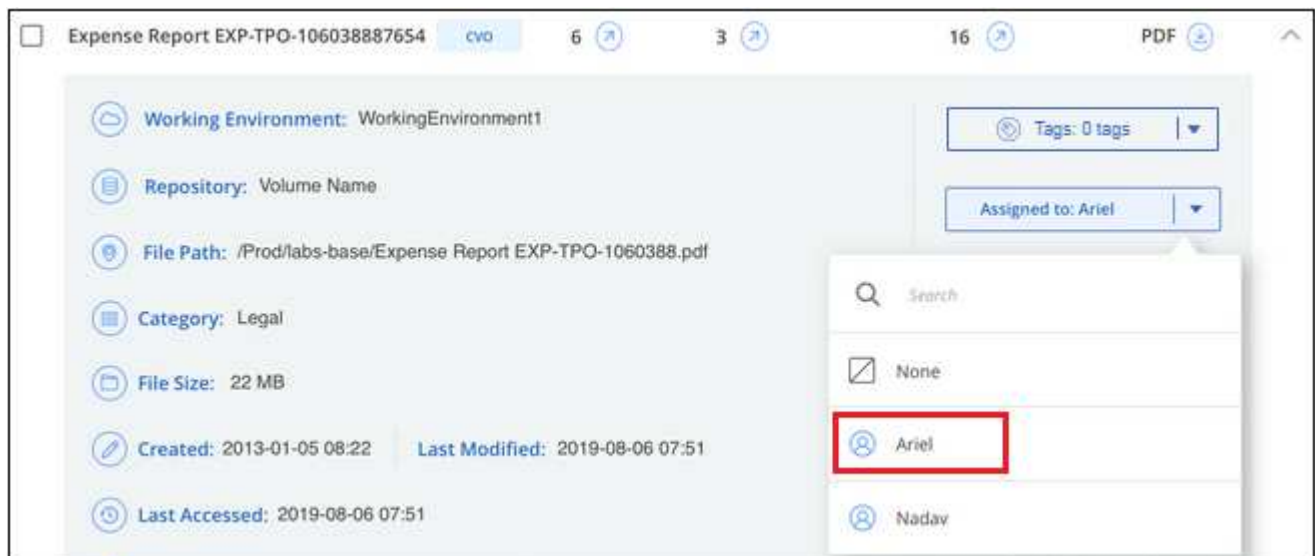 Expense Report EXP-TPO-106038887654 CVO 6 3 16 PDF
Working Environment: WorkingEnvironment1
Tags: 0 tags
Repository: Volume Name
Assigned to: Ariel
File Path: /Prod/labs-base/Expense Report EXP-TPO-1060388.pdf
Search
Category: Legal
None
File Size: 22 MB
Ariel
Created: 2013-01-05 08:22 Last Modified: 2019-08-06 07:51
Nadav
Last Accessed: 2019-08-06 07:51